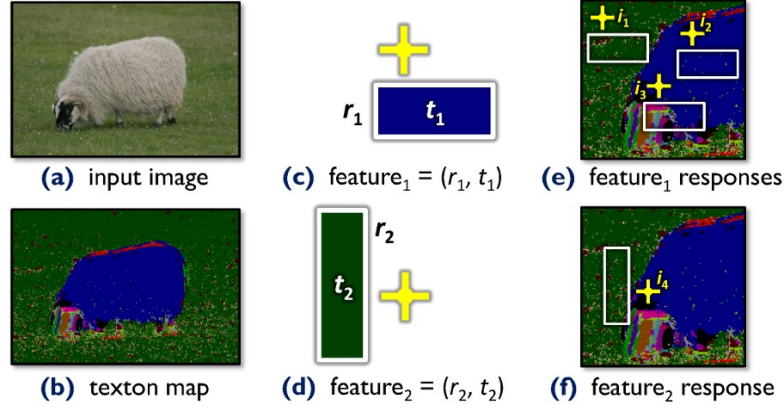 i₁
i₂
i₃
r₁
t₁
(a) input image
(c) feature₁ = (r₁, t₁)
(e) feature₁ responses
r₂
t₂
i₄
(b) texton map
(d) feature₂ = (r₂, t₂)
(f) feature₂ response